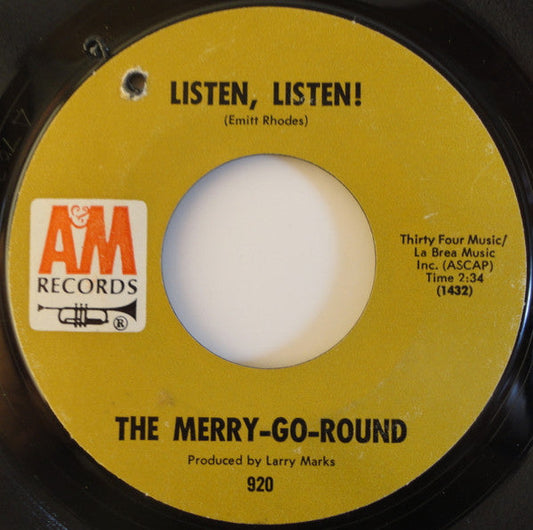 LISTEN, LISTEN!
(Emitt Rhodes)
A&M
RECORDS
®
Thirty Four Music/
La Brea Music
Inc. (ASCAP)
Time 2:34
(1432)
THE MERRY-GO-ROUND
Produced by Larry Marks
920